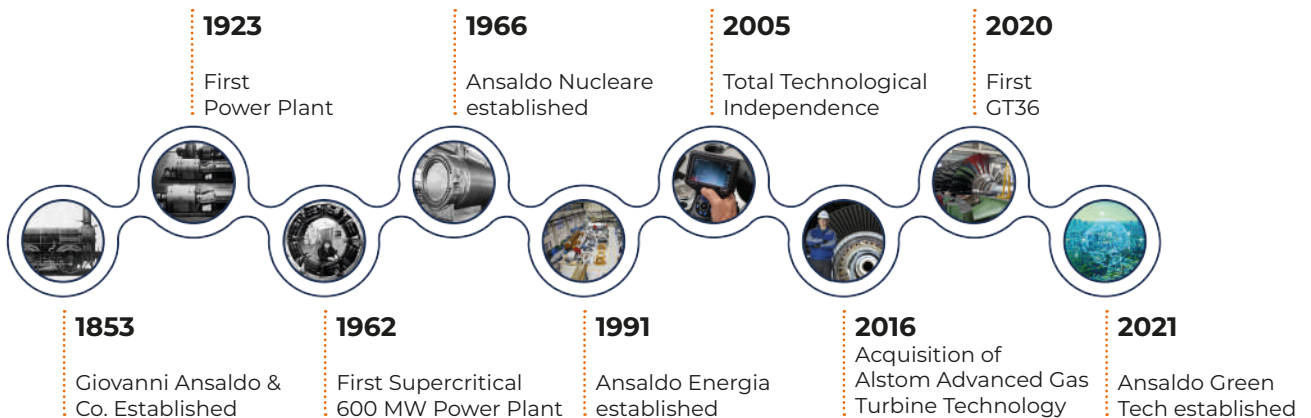 1923
First
Power Plant
1966
Ansaldo Nucleare
established
2005
Total Technological
Independence
2020
First
GT36
1853
Giovanni Ansaldo &
Co. Established
1962
First Supercritical
600 MW Power Plant
1991
Ansaldo Energia
established
2016
Acquisition of
Alstom Advanced Gas
Turbine Technology
2021
Ansaldo Green
Tech established